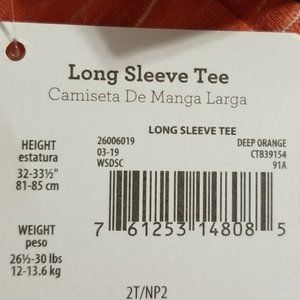 Long Sleeve Tee
Camiseta De Manga Larga
LONG SLEEVE TEE
HEIGHT
estatura
32-33½"
81-85 cm
26006019
03-19
WSDSC
DEEP ORANGE
CTB39154
91A
WEIGHT
peso
26½-30 lbs
12-13.6 kg
7 61253 14808 5
2T/NP2